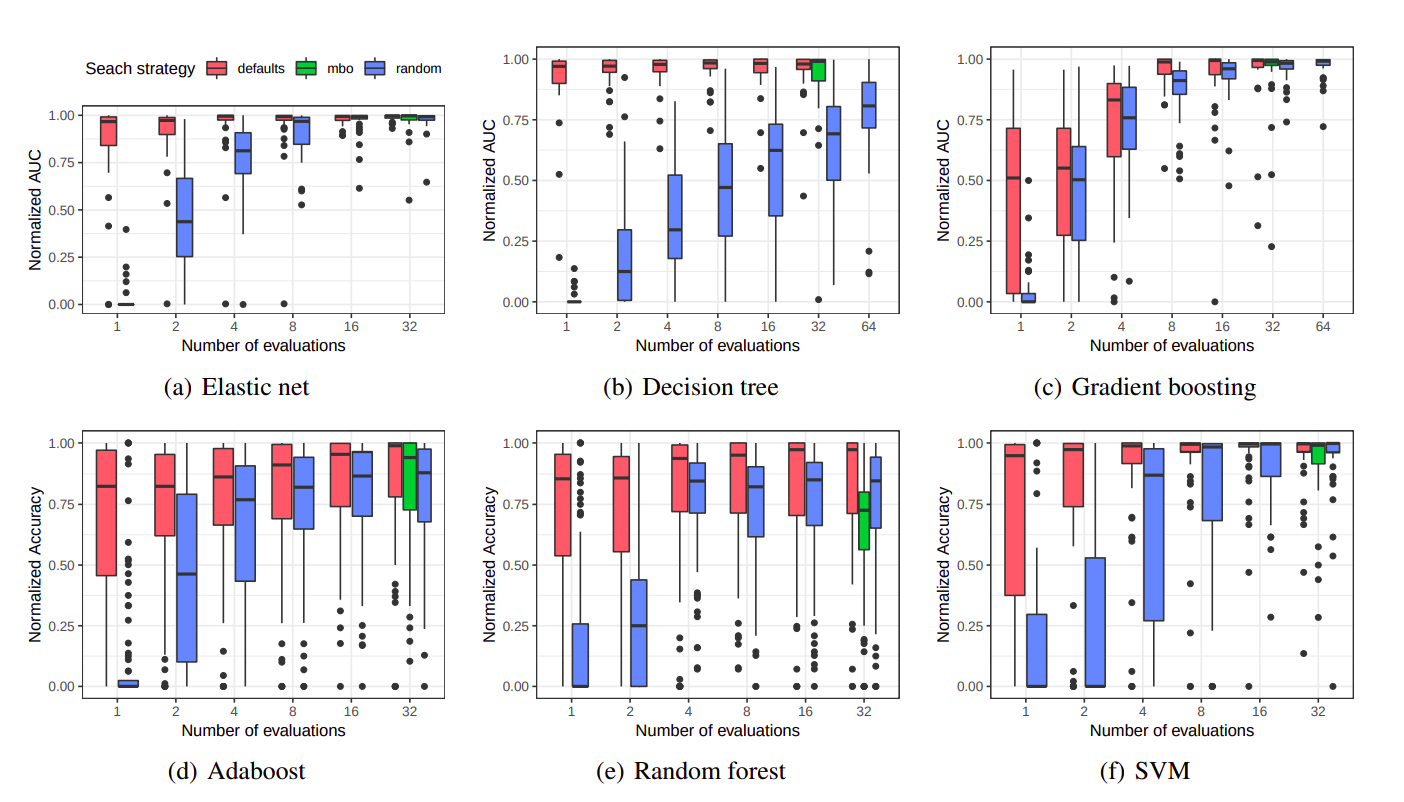 Seach strategy defaults mbo random
Normalized AUC
1.00
0.75
0.50
0.25
0.00
1 2 4 8 16 32
Number of evaluations
(a) Elastic net
Normalized AUC
1.00
0.75
0.50
0.25
0.00
1 2 4 8 16 32 64
Number of evaluations
(b) Decision tree
Normalized AUC
1.00
0.75
0.50
0.25
0.00
1 2 4 8 16 32 64
Number of evaluations
(c) Gradient boosting
Normalized Accuracy
1.00
0.75
0.50
0.25
0.00
1 2 4 8 16 32
Number of evaluations
(d) Adaboost
Normalized Accuracy
1.00
0.75
0.50
0.25
0.00
1 2 4 8 16 32
Number of evaluations
(e) Random forest
Normalized Accuracy
1.00
0.75
0.50
0.25
0.00
1 2 4 8 16 32
Number of evaluations
(f) SVM